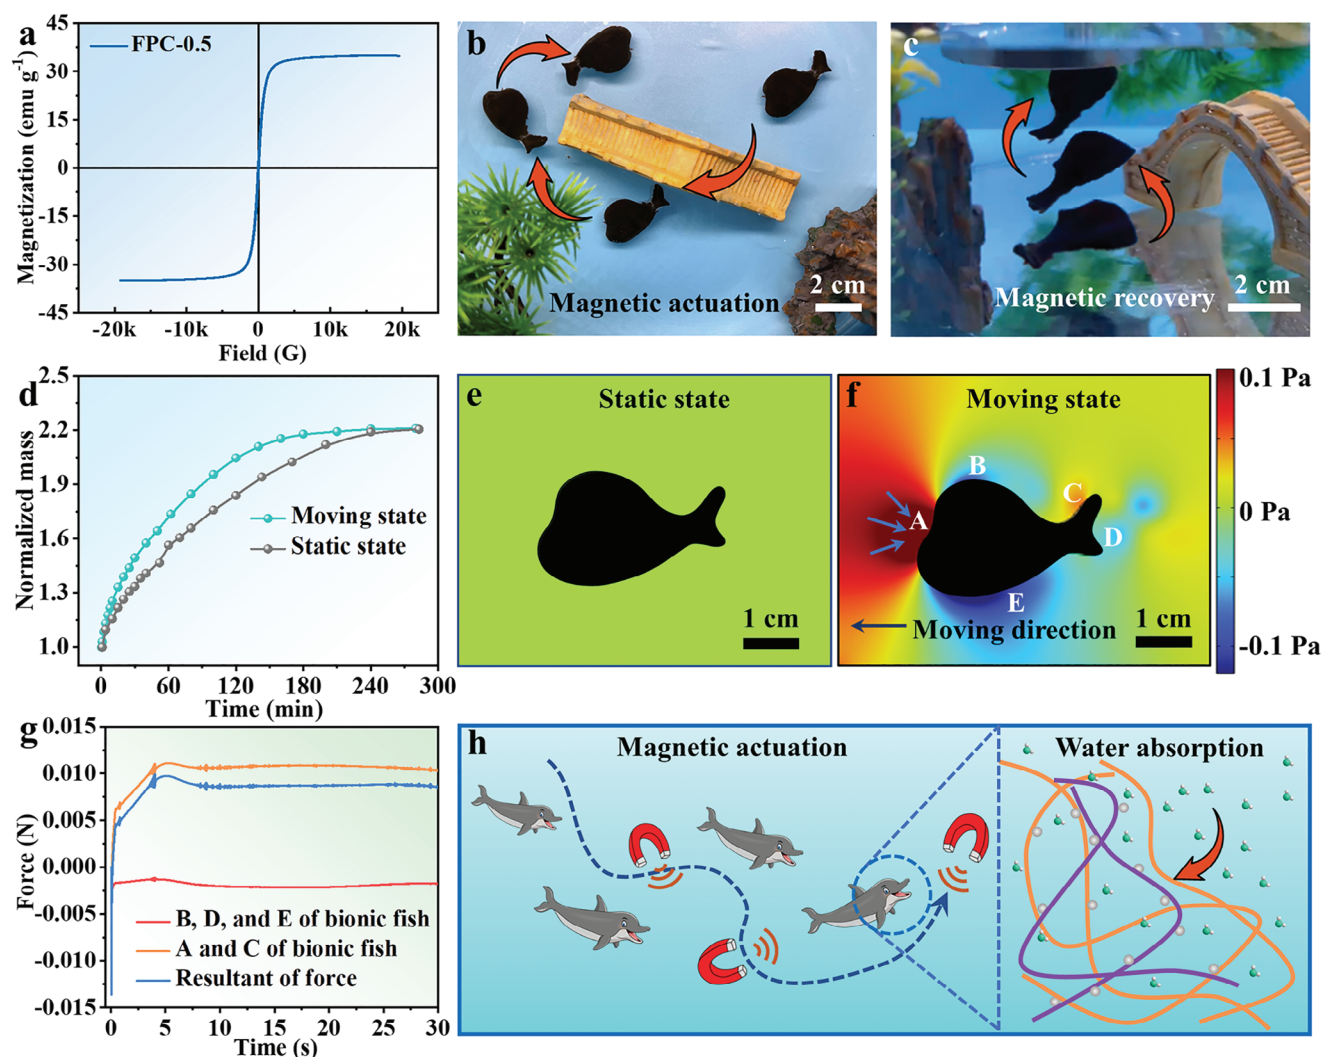 a
FPC-0.5
Magnetization (emu g⁻¹)
45
30
15
0
-15
-30
-45
-20k -10k 0 10k 20k
Field (G)
b
Magnetic actuation
2 cm
c
Magnetic recovery
2 cm
d
Normalized mass
2.5
2.2
1.9
1.6
1.3
1.0
Moving state
Static state
0 60 120 180 240 300
Time (min)
e
Static state
1 cm
f
Moving state
A
B
C
D
E
Moving direction
1 cm
0.1 Pa
0 Pa
-0.1 Pa
g
Force (N)
0.015
0.010
0.005
0.000
-0.005
-0.010
-0.015
B, D, and E of bionic fish
A and C of bionic fish
Resultant of force
0 5 10 15 20 25 30
Time (s)
h
Magnetic actuation
Water absorption